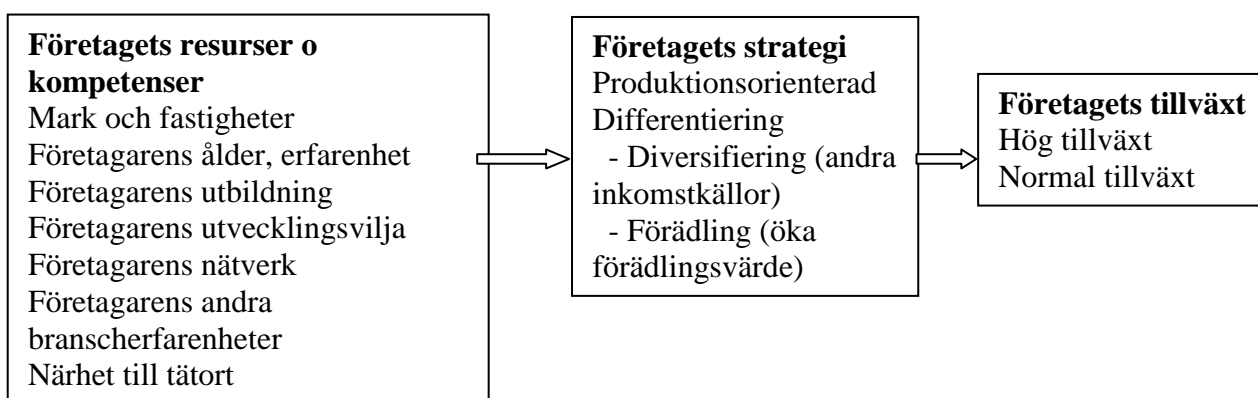 Företagets resurser o
kompetenser
Mark och fastigheter
Företagarens ålder, erfarenhet
Företagarens utbildning
Företagarens utvecklingsvilja
Företagarens nätverk
Företagarens andra
branscherfarenheter
Närhet till tätort
Företagets strategi
Produktionsorienterad
Differentiering
- Diversifiering (andra
inkomstkällor)
- Förädling (öka
förädlingsvärde)
Företagets tillväxt
Hög tillväxt
Normal tillväxt